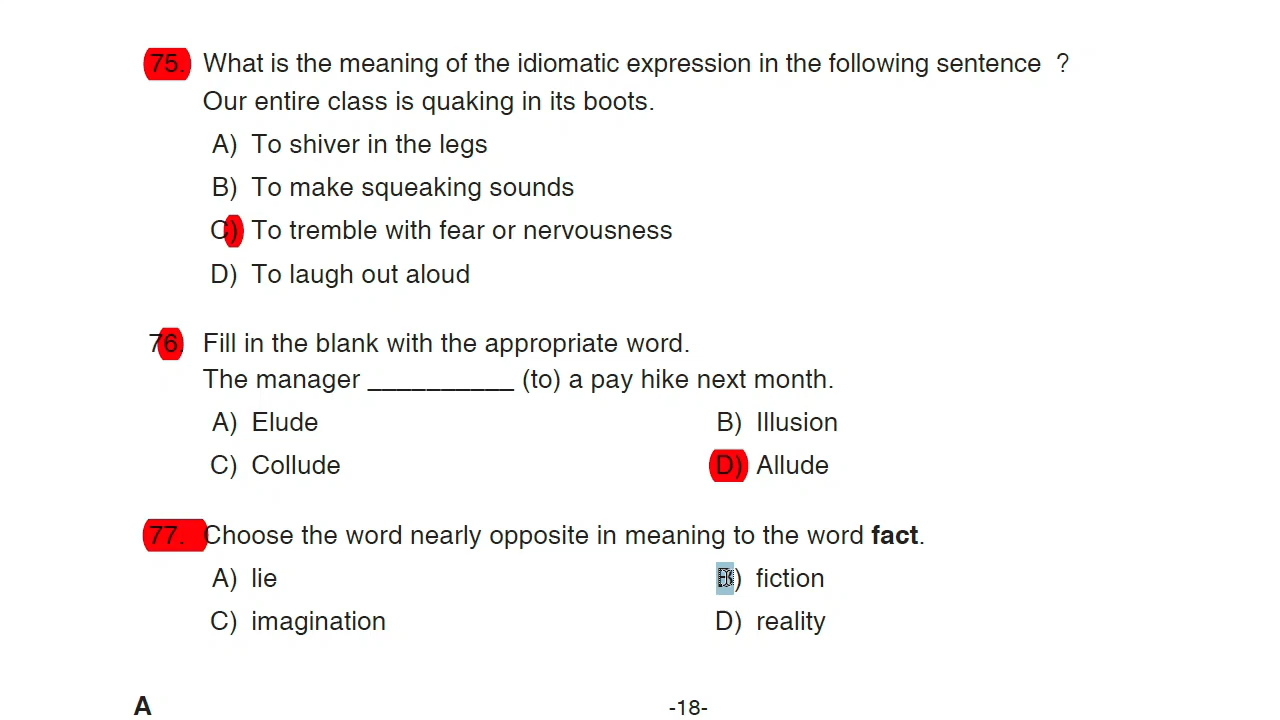 75. What is the meaning of the idiomatic expression in the following sentence ?
Our entire class is quaking in its boots.
A) To shiver in the legs
B) To make squeaking sounds
C) To tremble with fear or nervousness
D) To laugh out aloud
76. Fill in the blank with the appropriate word.
The manager __________ (to) a pay hike next month.
A) Elude B) Illusion
C) Collude D) Allude
77. Choose the word nearly opposite in meaning to the word fact.
A) lie B) fiction
C) imagination D) reality
A -18-